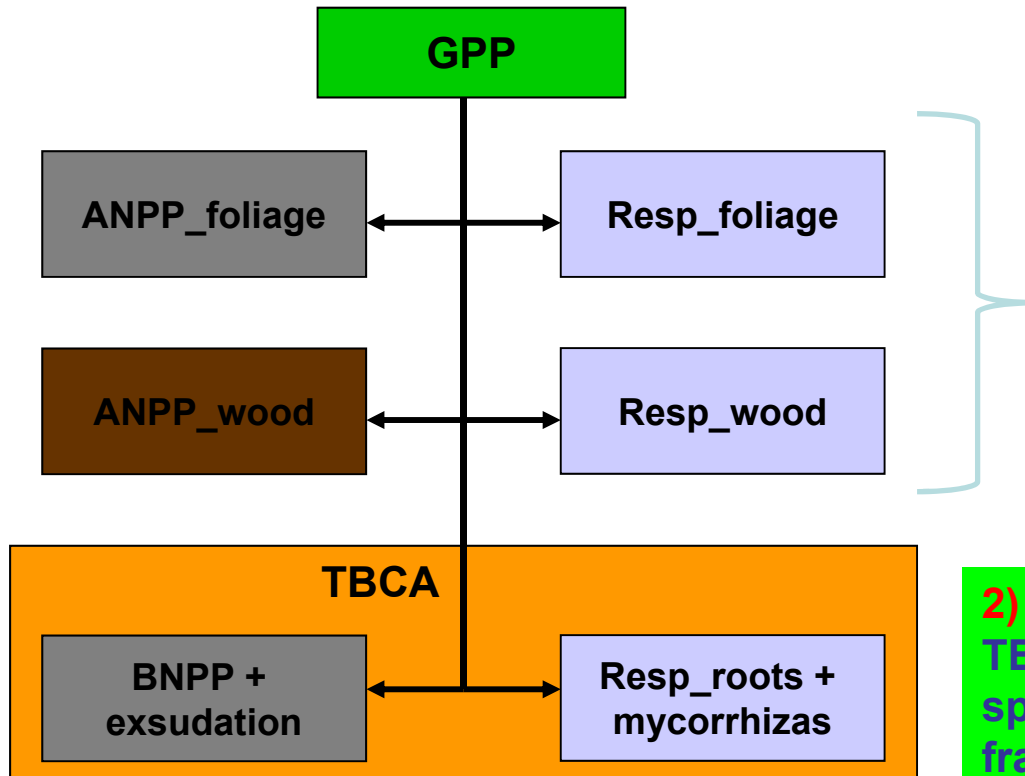 GPP
ANPP_foliage
Resp_foliage
ANPP_wood
Resp_wood
TBCA
BNPP +
exsudation
Resp_roots +
mycorrhizas
2)